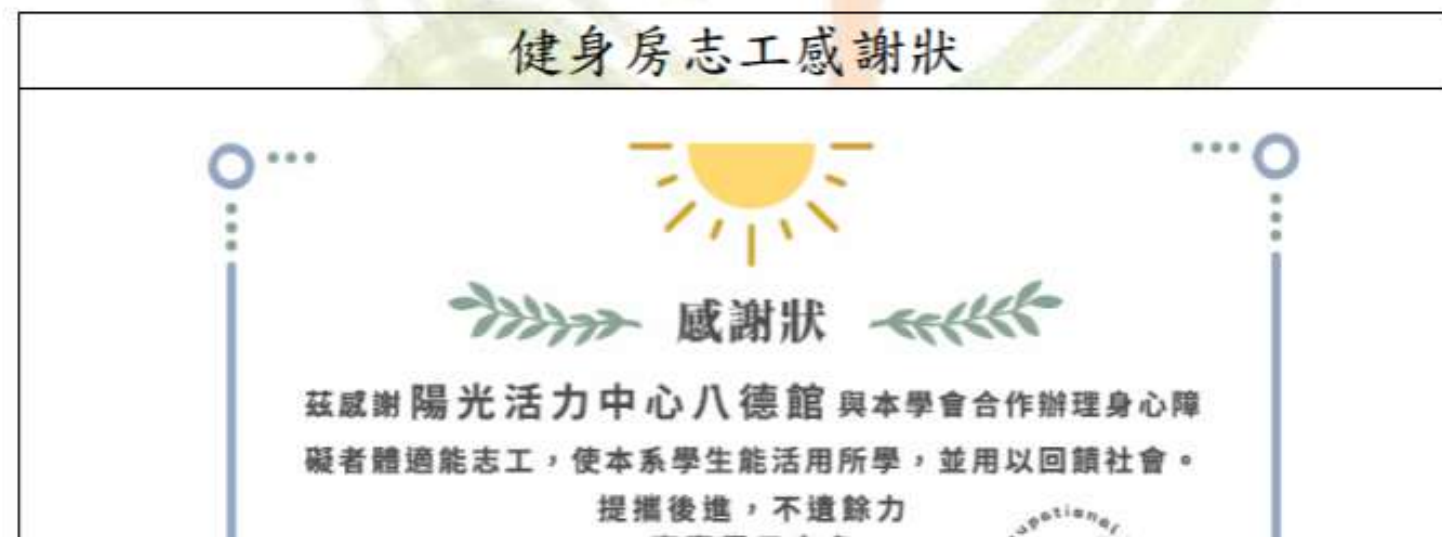 健身房志工感謝狀
感謝狀
茲感謝陽光活力中心八德館與本學會合作辦理身心障
礙者體適能志工，使本系學生能活用所學，並用以回饋社會。
提攜後進，不遺餘力